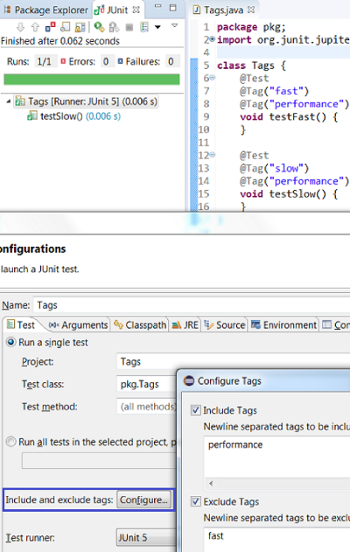 Package Explorer JUnit
Finished after 0.062 seconds
Runs: 1/1 Errors: 0 Failures: 0
Tags [Runner: JUnit 5] (0.006 s)
testSlow() (0.006 s)
Tags.java
1 package pkg;
2 import org.junit.jupite
4
5 class Tags {
6 @Test
7 @Tag("fast")
8 @Tag("performance")
9 void testFast() {
10 }
11
12 @Test
13 @Tag("slow")
14 @Tag("performance")
15 void testSlow() {
16 }
onfigurations
launch a JUnit test.
Name: Tags
Test Arguments Classpath JRE Source Environment Con
Run a single test
Project: Tags
Test class: pkg.Tags
Test method: (all methods)
Run all tests in the selected project, p
Include and exclude tags: Configure...
Test runner: JUnit 5
Configure Tags
Include Tags
Newline separated tags to be inclu
performance
Exclude Tags
Newline separated tags to be exclu
fast